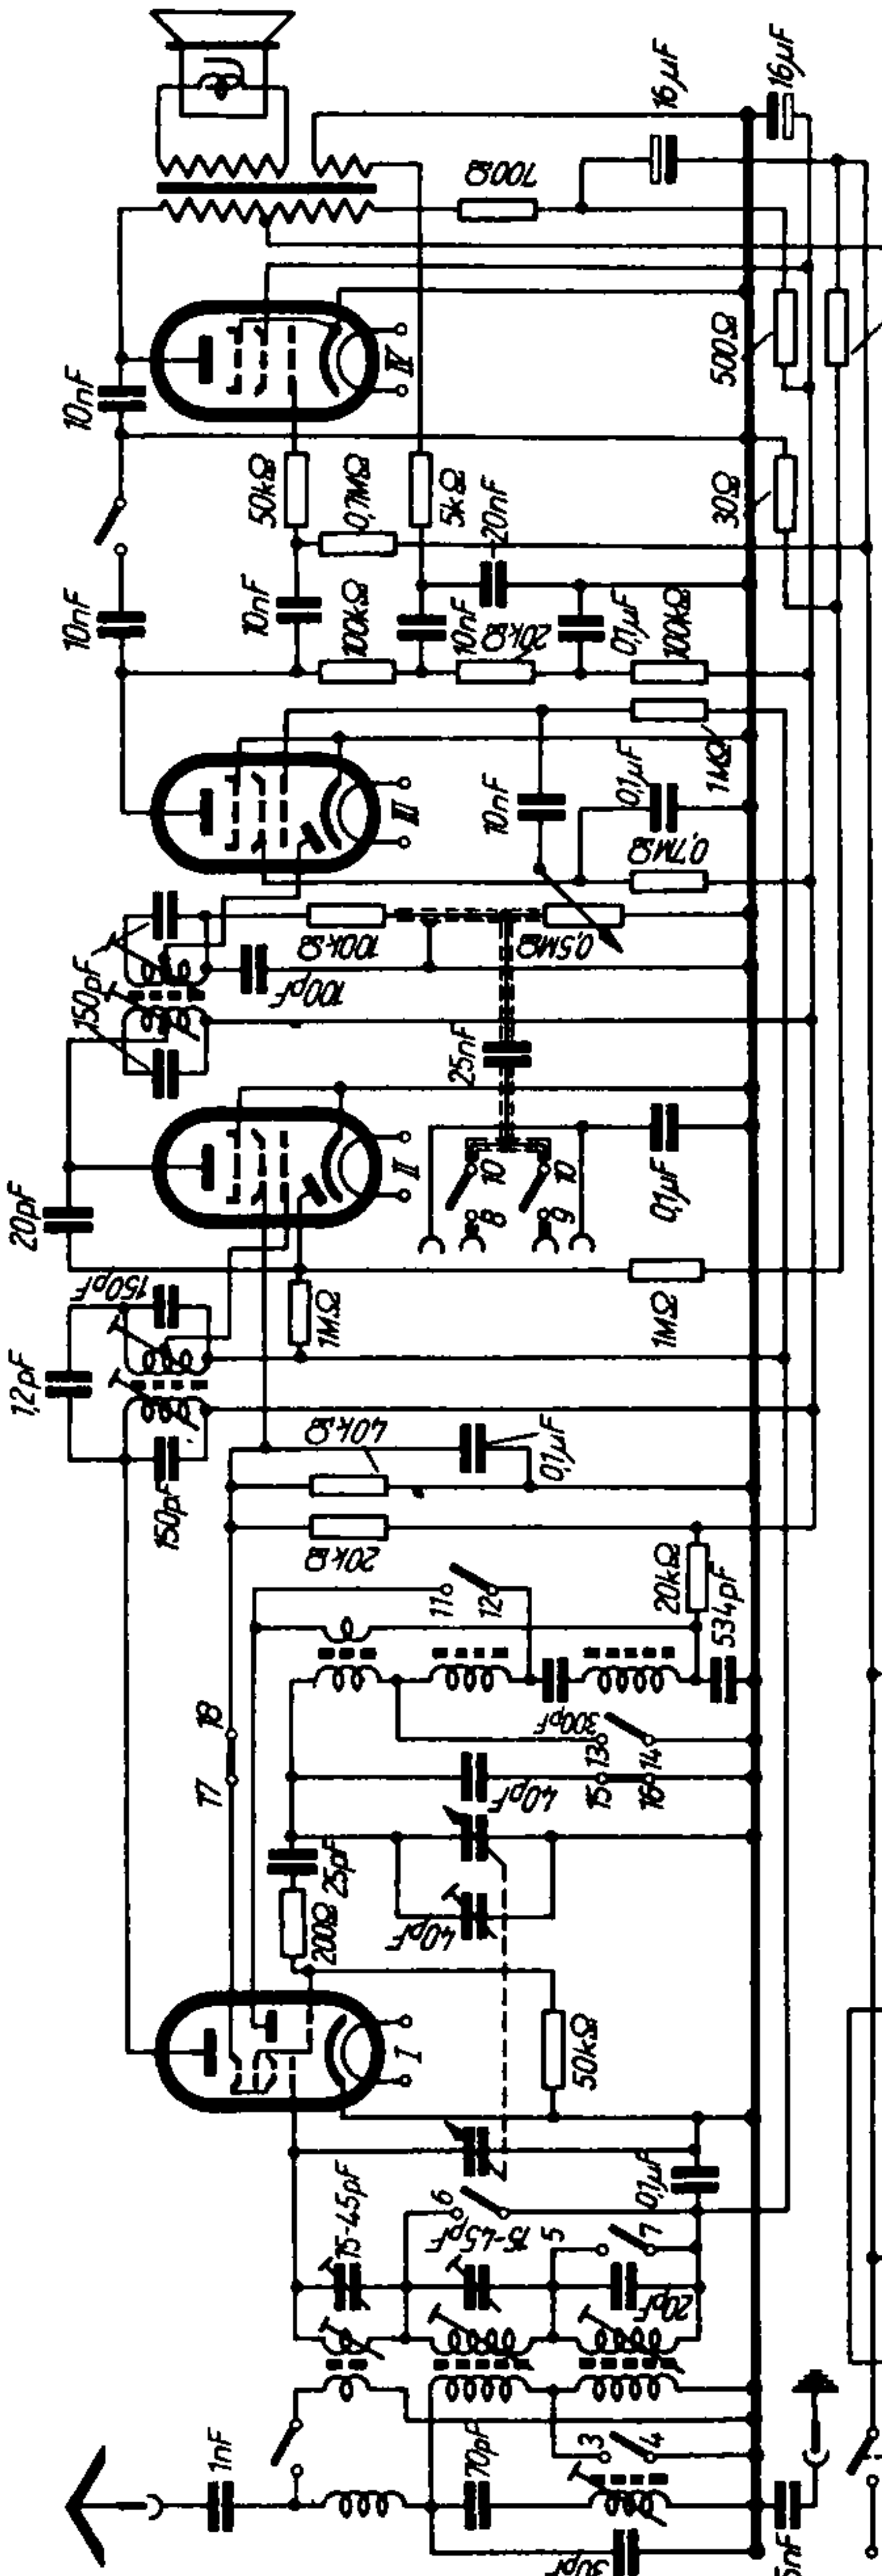 16µF
16µF
700Ω
10nF
IV
50kΩ
0,7MΩ
5kΩ
20nF
500Ω
30Ω
10nF
10nF
100kΩ
10nF
20kΩ
0,1µF
100kΩ
III
10nF
0,1µF
1MΩ
0,7MΩ
150pF
100pF
100kΩ
0,5MΩ
25nF
20pF
II
8
10
9
10
0,1µF
1,2pF
150pF
1MΩ
1MΩ
150pF
40kΩ
0,1µF
20kΩ
11
12
20kΩ
534pF
17
18
300pF
13
14
15
16
40pF
25pF
200Ω
40pF
I
50kΩ
15-45pF
6
15-45pF
5
7
0,1µF
20pF
1nF
70pF
3
4
30pF
5nF